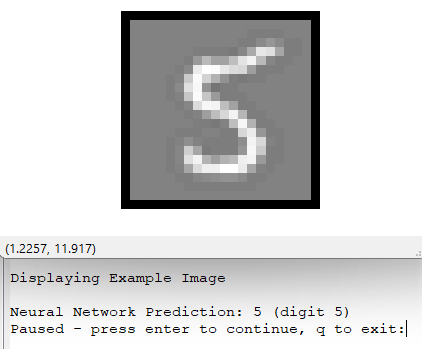 5
(1.2257, 11.917)
Displaying Example Image
Neural Network Prediction: 5 (digit 5)
Paused - press enter to continue, q to exit: